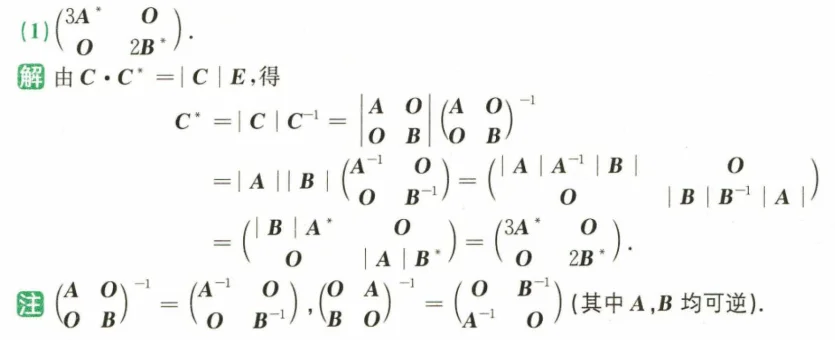 (1) $\begin{pmatrix} 3A^* & O \\ O & 2B^* \end{pmatrix}$.
解 由 $C \cdot C^* = |C|E$,得
$C^* = |C|C^{-1} = \begin{vmatrix} A & O \\ O & B \end{vmatrix} \begin{pmatrix} A & O \\ O & B \end{pmatrix}^{-1}$
$= |A||B| \begin{pmatrix} A^{-1} & O \\ O & B^{-1} \end{pmatrix} = \begin{pmatrix} |A|A^{-1}|B| & O \\ O & |B|B^{-1}|A| \end{pmatrix}$
$= \begin{pmatrix} |B|A^* & O \\ O & |A|B^* \end{pmatrix} = \begin{pmatrix} 3A^* & O \\ O & 2B^* \end{pmatrix}$.
注 $\begin{pmatrix} A & O \\ O & B \end{pmatrix}^{-1} = \begin{pmatrix} A^{-1} & O \\ O & B^{-1} \end{pmatrix}, \begin{pmatrix} O & A \\ B & O \end{pmatrix}^{-1} = \begin{pmatrix} O & B^{-1} \\ A^{-1} & O \end{pmatrix}$ (其中 A,B 均可逆).